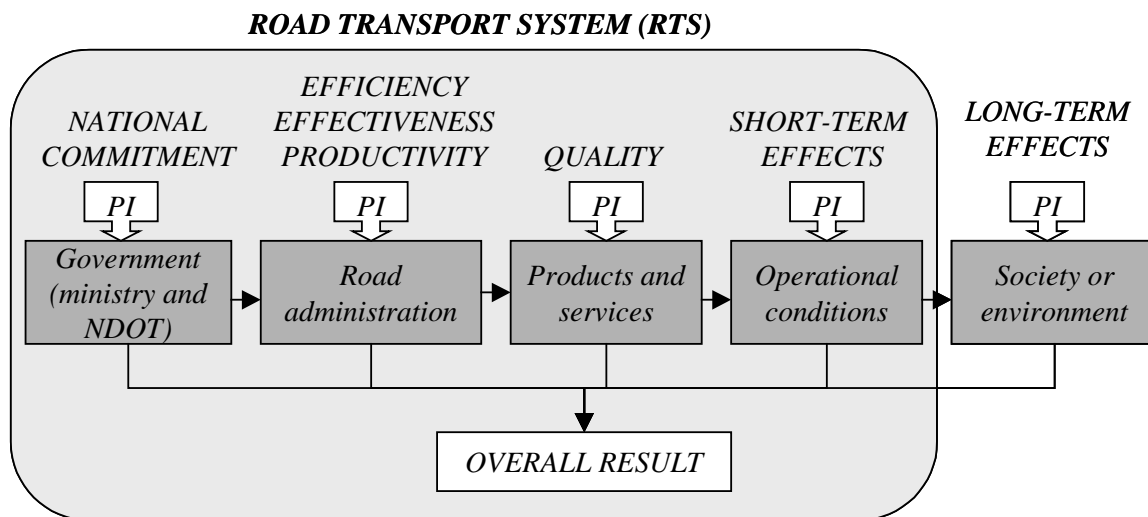 ROAD TRANSPORT SYSTEM (RTS)
NATIONAL
COMMITMENT
EFFICIENCY
EFFECTIVENESS
PRODUCTIVITY
QUALITY
SHORT-TERM
EFFECTS
LONG-TERM
EFFECTS
PI
PI
PI
PI
PI
Government
(ministry and
NDOT)
Road
administration
Products and
services
Operational
conditions
Society or
environment
OVERALL RESULT